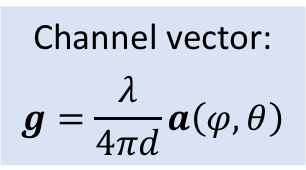 Channel vector:
𝒈 = λ/(4πd) 𝒂(φ, θ)